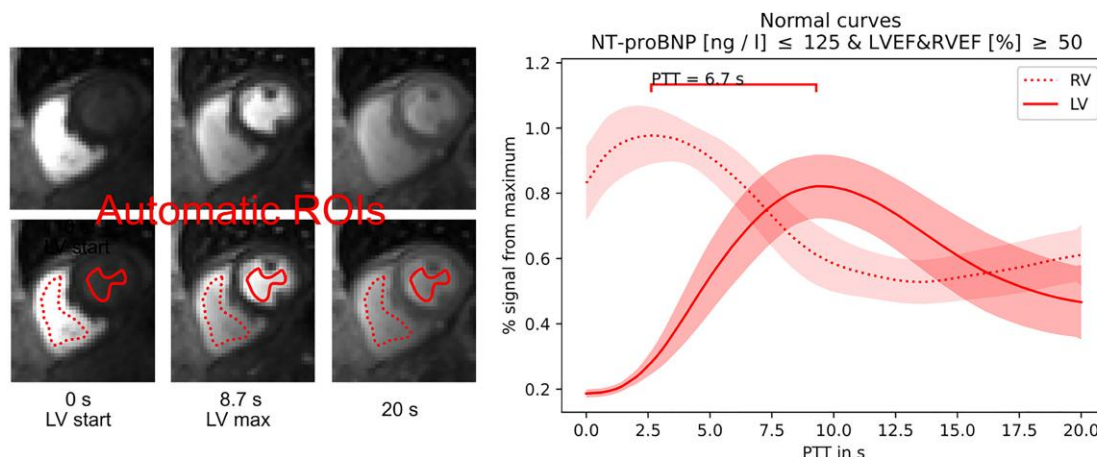 Automatic ROIs
LV start
0 s
LV start
8.7 s
LV max
20 s
Normal curves
NT-proBNP [ng / l] ≤ 125 & LVEF&RVEF [%] ≥ 50
PTT = 6.7 s
RV
LV
% signal from maximum
1.2
1.0
0.8
0.6
0.4
0.2
0.0 2.5 5.0 7.5 10.0 12.5 15.0 17.5 20.0
PTT in s